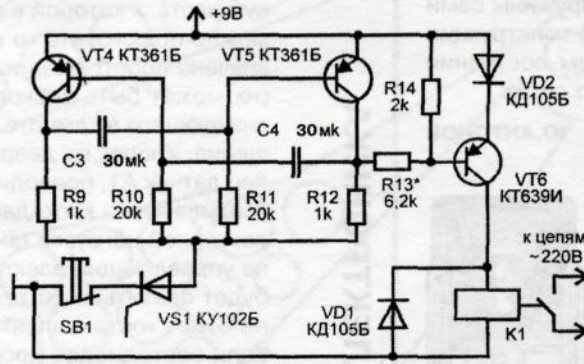 +9В
VT4 КТ361Б
VT5 КТ361Б
R14
2k
VD2
КД105Б
C3
30мк
C4
30мк
R13*
6,2k
VT6
КТ639И
R9
1k
R10
20k
R11
20k
R12
1k
к цепям
~220В
SB1
VS1 КУ102Б
VD1
КД105Б
K1